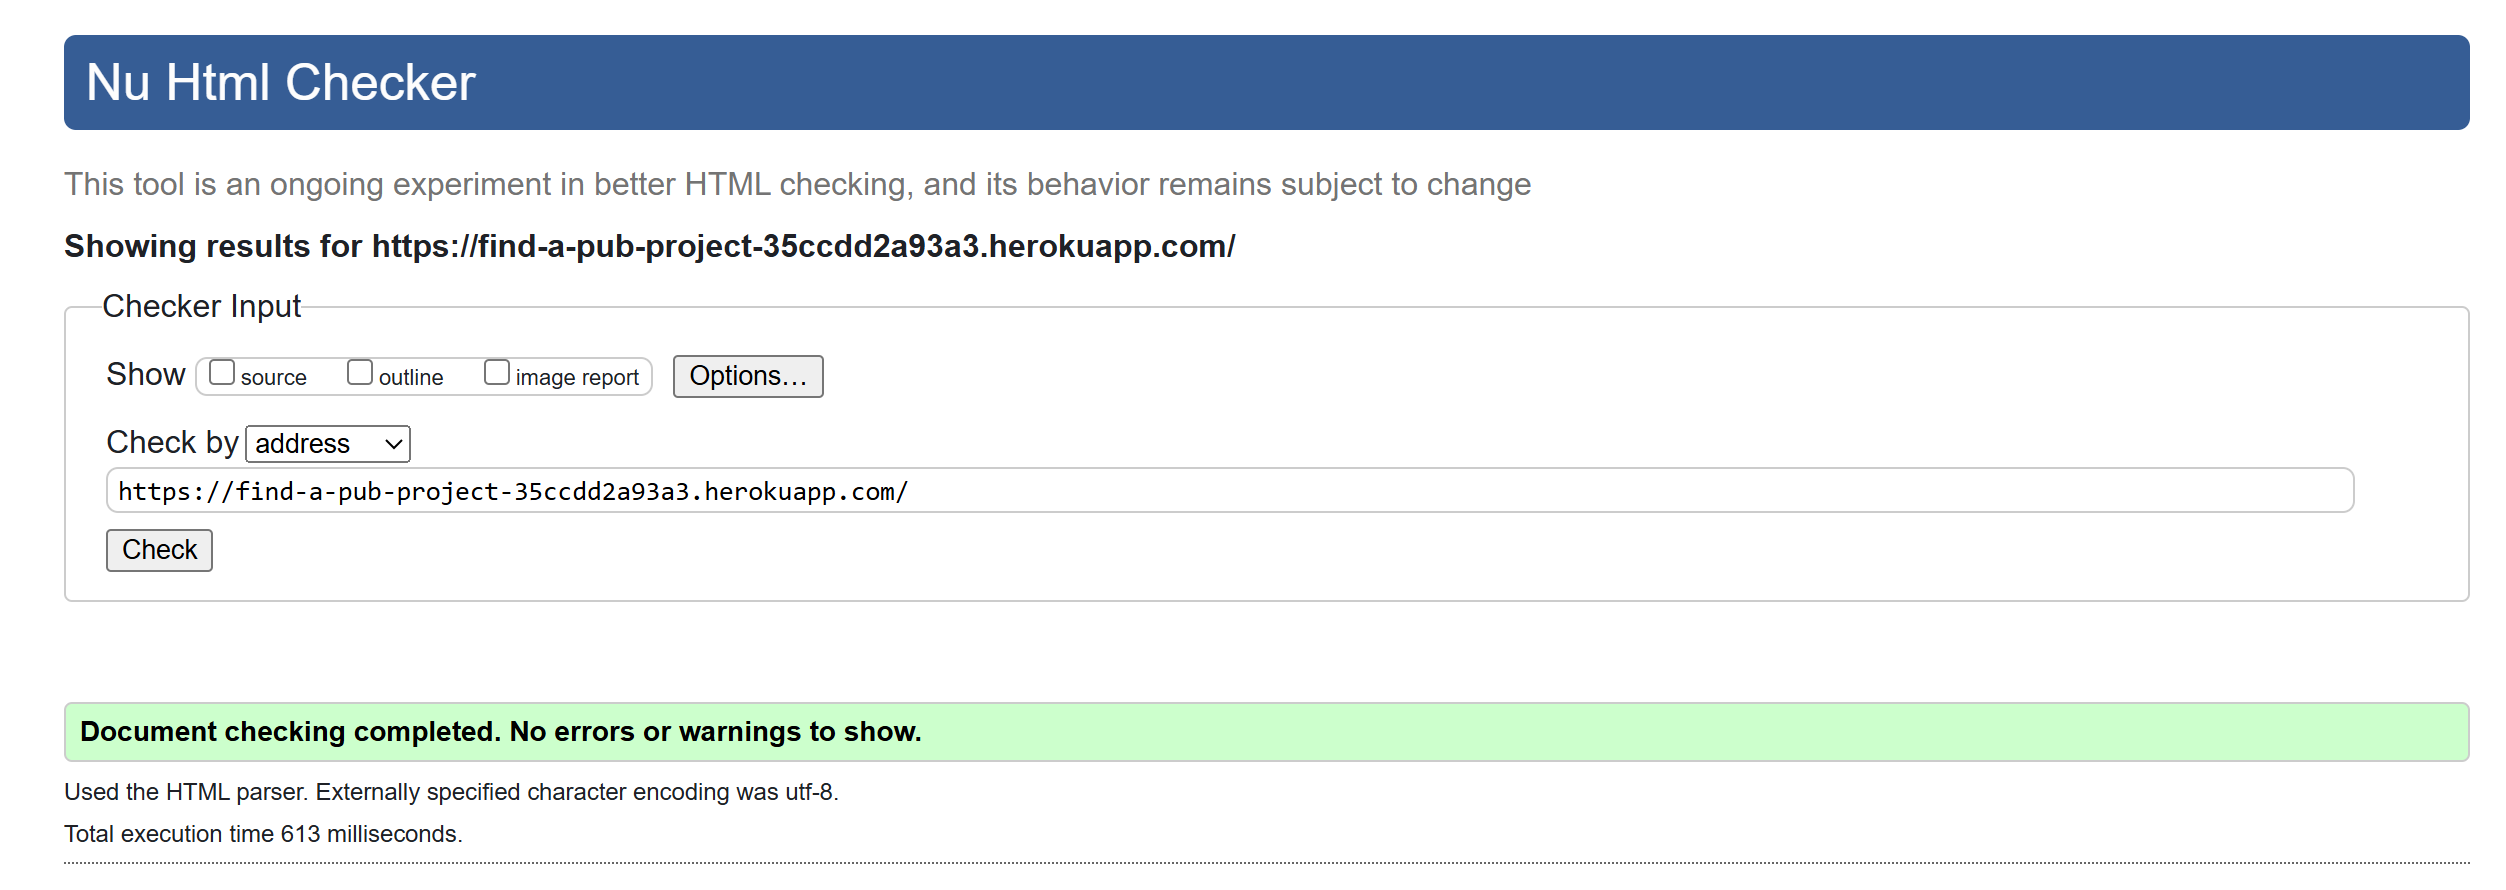 Nu Html Checker
This tool is an ongoing experiment in better HTML checking, and its behavior remains subject to change
Showing results for https://find-a-pub-project-35ccdd2a93a3.herokuapp.com/
Checker Input
Show source outline image report Options...
Check by address
https://find-a-pub-project-35ccdd2a93a3.herokuapp.com/
Check
Document checking completed. No errors or warnings to show.
Used the HTML parser. Externally specified character encoding was utf-8.
Total execution time 613 milliseconds.